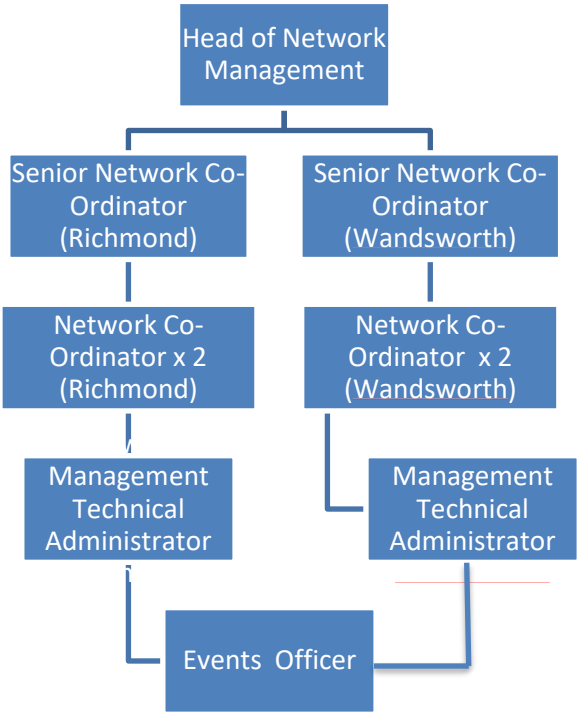 Head of Network
Management
Senior Network Co-
Ordinator
(Richmond)
Senior Network Co-
Ordinator
(Wandsworth)
Network Co-
Ordinator x 2
(Richmond)
Network Co-
Ordinator x 2
(Wandsworth)
Management
Technical
Administrator
Management
Technical
Administrator
Events Officer